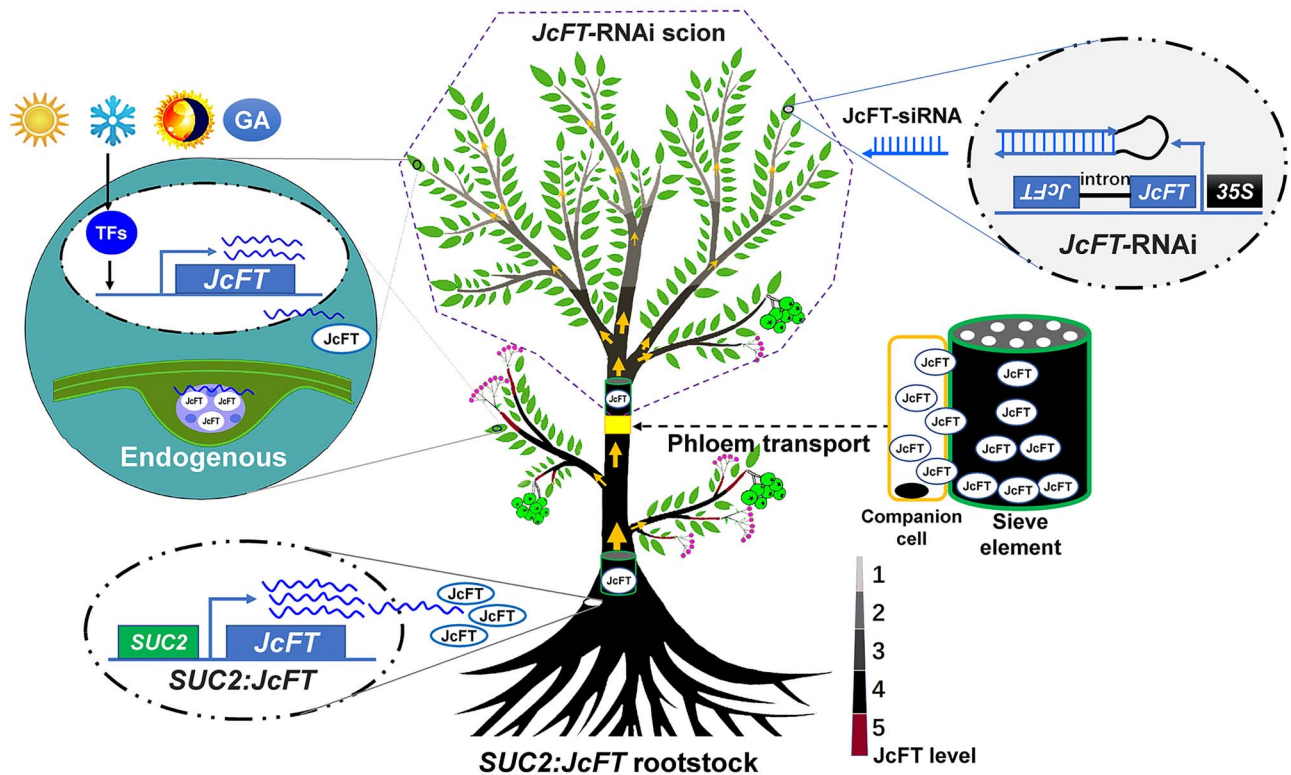 JcFT-RNAi scion
GA
TFs
JcFT
JcFT
JcFT
JcFT
JcFT
Endogenous
JcFT-siRNA
JcFT
intron
JcFT
35S
JcFT-RNAi
JcFT
Phloem transport
JcFT
JcFT
JcFT
JcFT
JcFT
JcFT
JcFT
JcFT
JcFT
JcFT
JcFT
JcFT
Companion
cell
Sieve
element
JcFT
SUC2
JcFT
SUC2:JcFT
JcFT
JcFT
JcFT
1
2
3
4
5
JcFT level
SUC2:JcFT rootstock